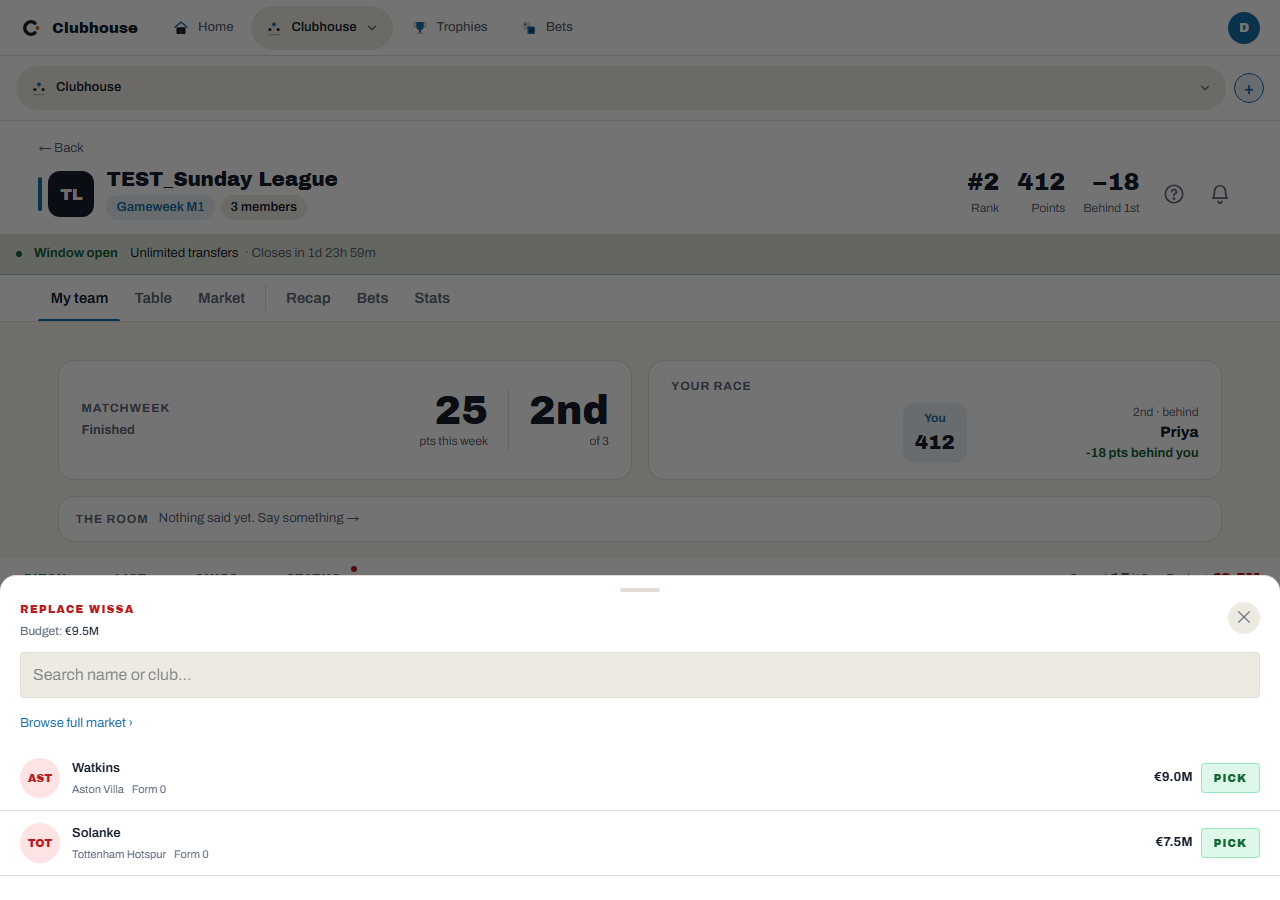 Clubhouse
Home
Clubhouse
Trophies
Bets
D
Clubhouse
+
← Back
TL
TEST_Sunday League
Gameweek M1
3 members
#2
Rank
412
Points
–18
Behind 1st
Window open
Unlimited transfers
· Closes in 1d 23h 59m
My team
Table
Market
Recap
Bets
Stats
MATCHWEEK
Finished
25
pts this week
2nd
of 3
YOUR RACE
You
412
2nd · behind
Priya
-18 pts behind you
THE ROOM
Nothing said yet. Say something →
REPLACE WISSA
Budget: €9.5M
Search name or club...
Browse full market ›
AST
Watkins
Aston Villa Form 0
€9.0M
PICK
TOT
Solanke
Tottenham Hotspur Form 0
€7.5M
PICK